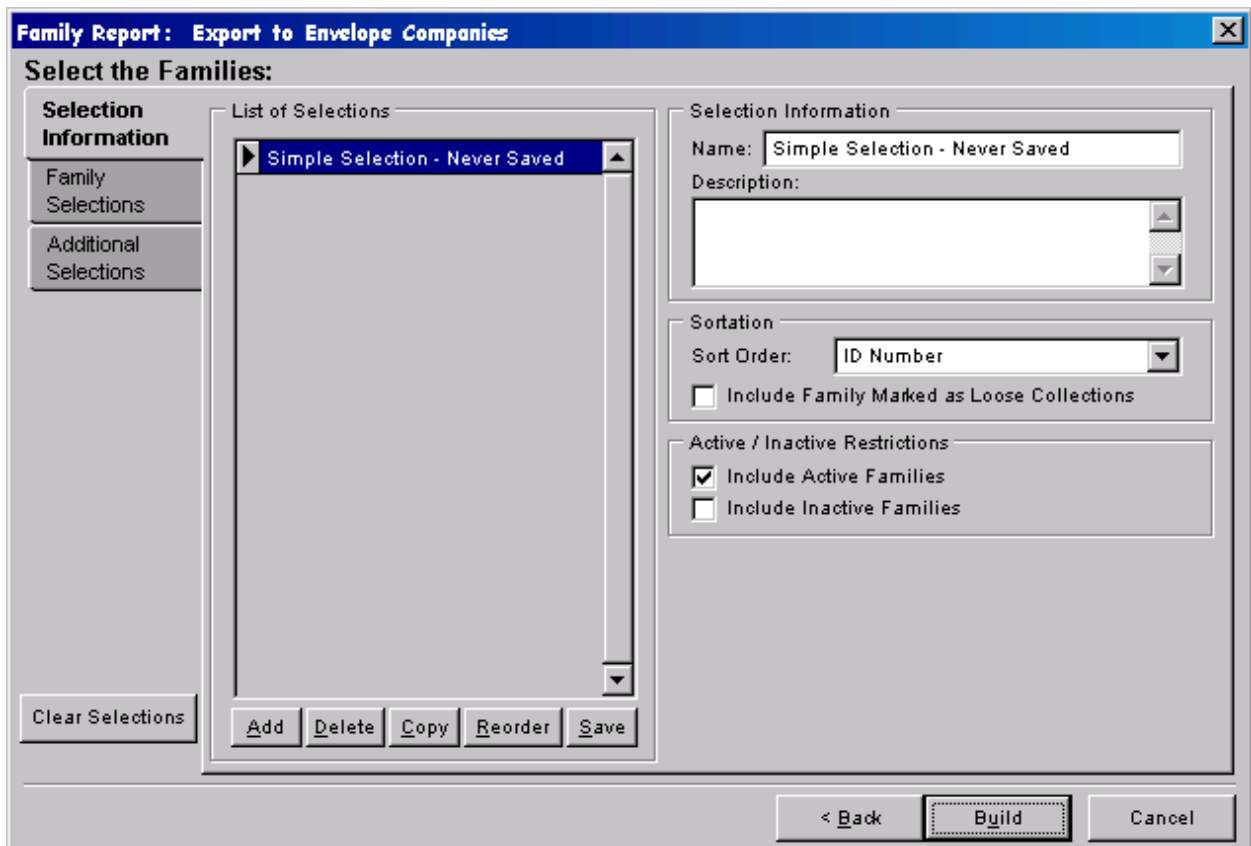 Family Report: Export to Envelope Companies
Select the Families:
Selection
Information
Family
Selections
Additional
Selections
Clear Selections
List of Selections
Simple Selection - Never Saved
Add Delete Copy Reorder Save
Selection Information
Name: Simple Selection - Never Saved
Description:
Sortation
Sort Order: ID Number
Include Family Marked as Loose Collections
Active / Inactive Restrictions
Include Active Families
Include Inactive Families
< Back Build Cancel